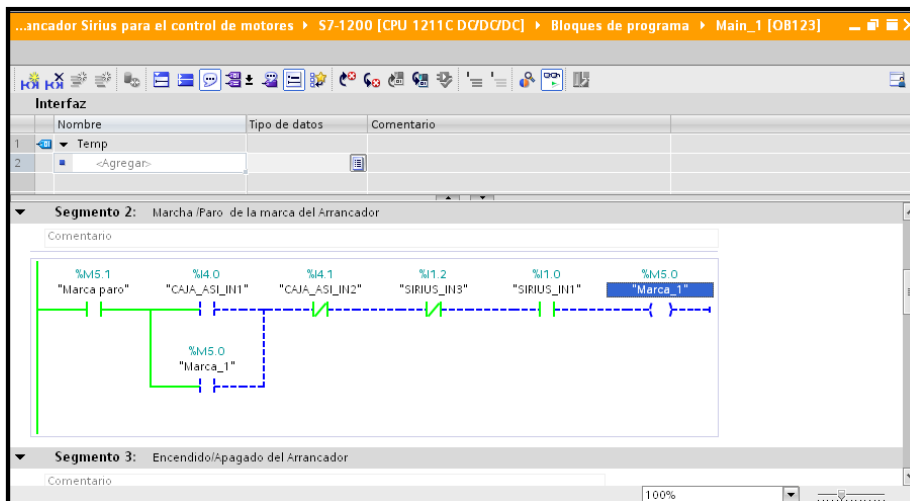 ...ancador Sirius para el control de motores ▸ S7-1200 [CPU 1211C DC/DC/DC] ▸ Bloques de programa ▸ Main_1 [OB123]
Interfaz
Nombre Tipo de datos Comentario
1 Temp
2 <Agregar>
Segmento 2: Marcha /Paro de la marca del Arrancador
Comentario
%M5.1 %I4.0 %I4.1 %I1.2 %I1.0 %M5.0
"Marca paro" "CAJA_ASI_IN1" "CAJA_ASI_IN2" "SIRIUS_IN3" "SIRIUS_IN1" "Marca_1"
%M5.0
"Marca_1"
Segmento 3: Encendido/Apagado del Arrancador
Comentario
100%